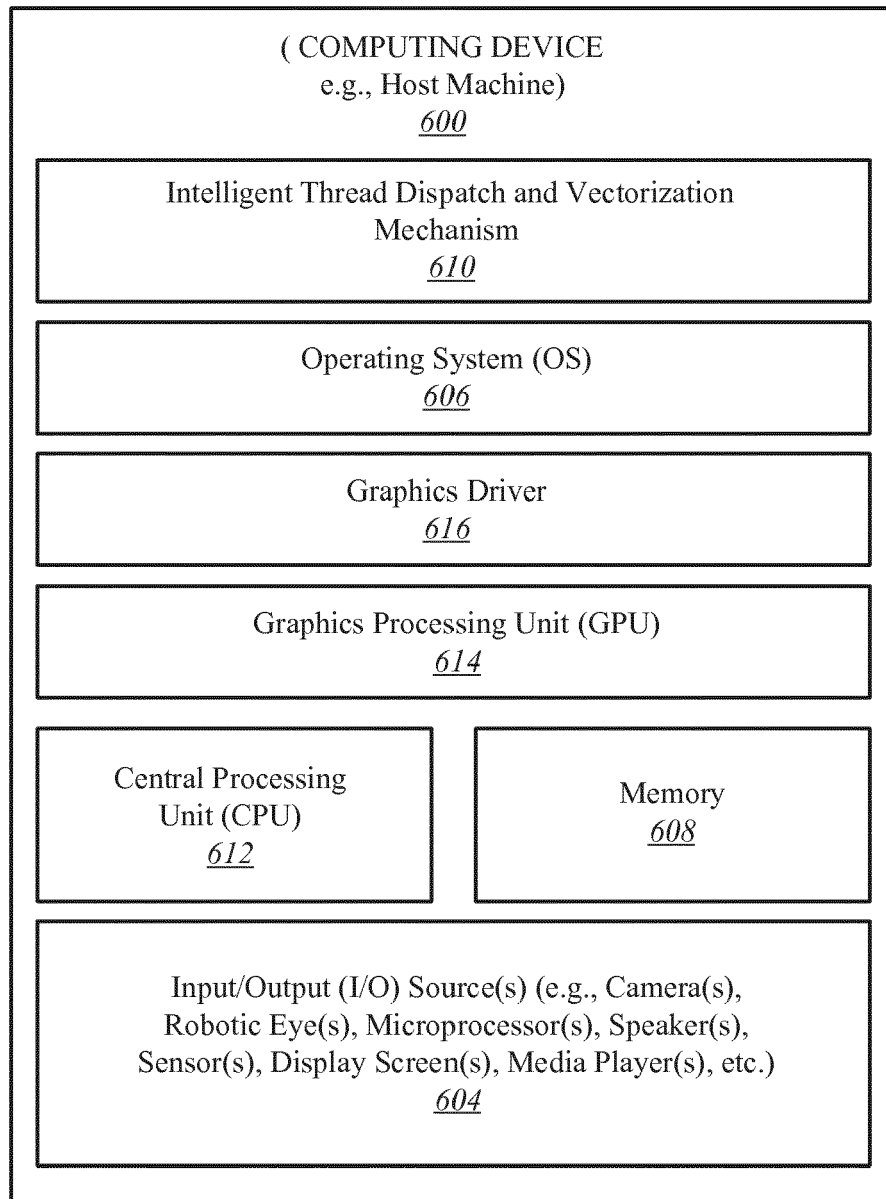 ( COMPUTING DEVICE
e.g., Host Machine)
600
Intelligent Thread Dispatch and Vectorization
Mechanism
610
Operating System (OS)
606
Graphics Driver
616
Graphics Processing Unit (GPU)
614
Central Processing
Unit (CPU)
612
Memory
608
Input/Output (I/O) Source(s) (e.g., Camera(s),
Robotic Eye(s), Microprocessor(s), Speaker(s),
Sensor(s), Display Screen(s), Media Player(s), etc.)
604